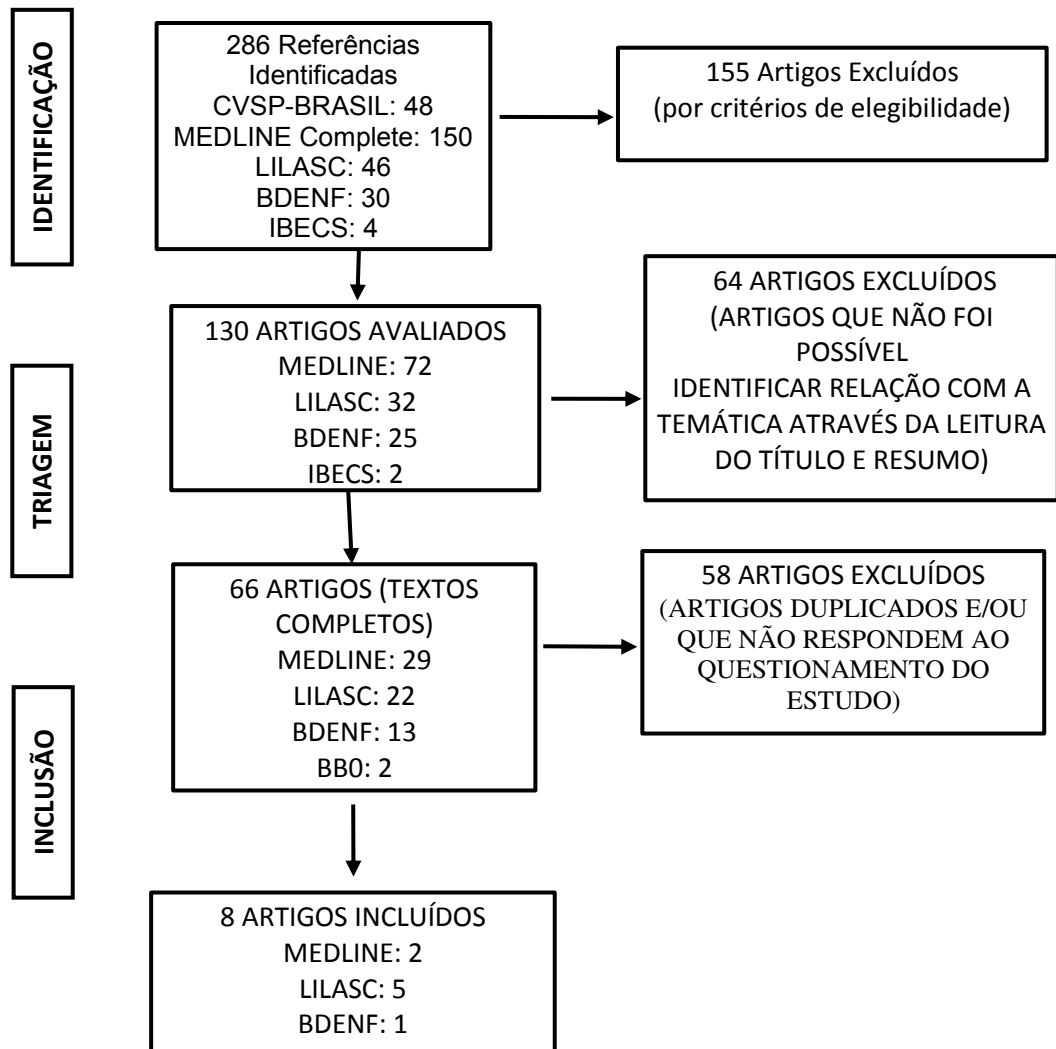 IDENTIFICAÇÃO
286 Referências
Identificadas
CVSP-BRASIL: 48
MEDLINE Complete: 150
LILASC: 46
BDENF: 30
IBECS: 4
155 Artigos Excluídos
(por critérios de elegibilidade)
TRIAGEM
130 ARTIGOS AVALIADOS
MEDLINE: 72
LILASC: 32
BDENF: 25
IBECS: 2
64 ARTIGOS EXCLUÍDOS
(ARTIGOS QUE NÃO FOI
POSSÍVEL
IDENTIFICAR RELAÇÃO COM A
TEMÁTICA ATRAVÉS DA LEITURA
DO TÍTULO E RESUMO)
66 ARTIGOS (TEXTOS
COMPLETOS)
MEDLINE: 29
LILASC: 22
BDENF: 13
BB0: 2
58 ARTIGOS EXCLUÍDOS
(ARTIGOS DUPLICADOS E/OU
QUE NÃO RESPONDEM AO
QUESTIONAMENTO DO
ESTUDO)
INCLUSÃO
8 ARTIGOS INCLUÍDOS
MEDLINE: 2
LILASC: 5
BDENF: 1